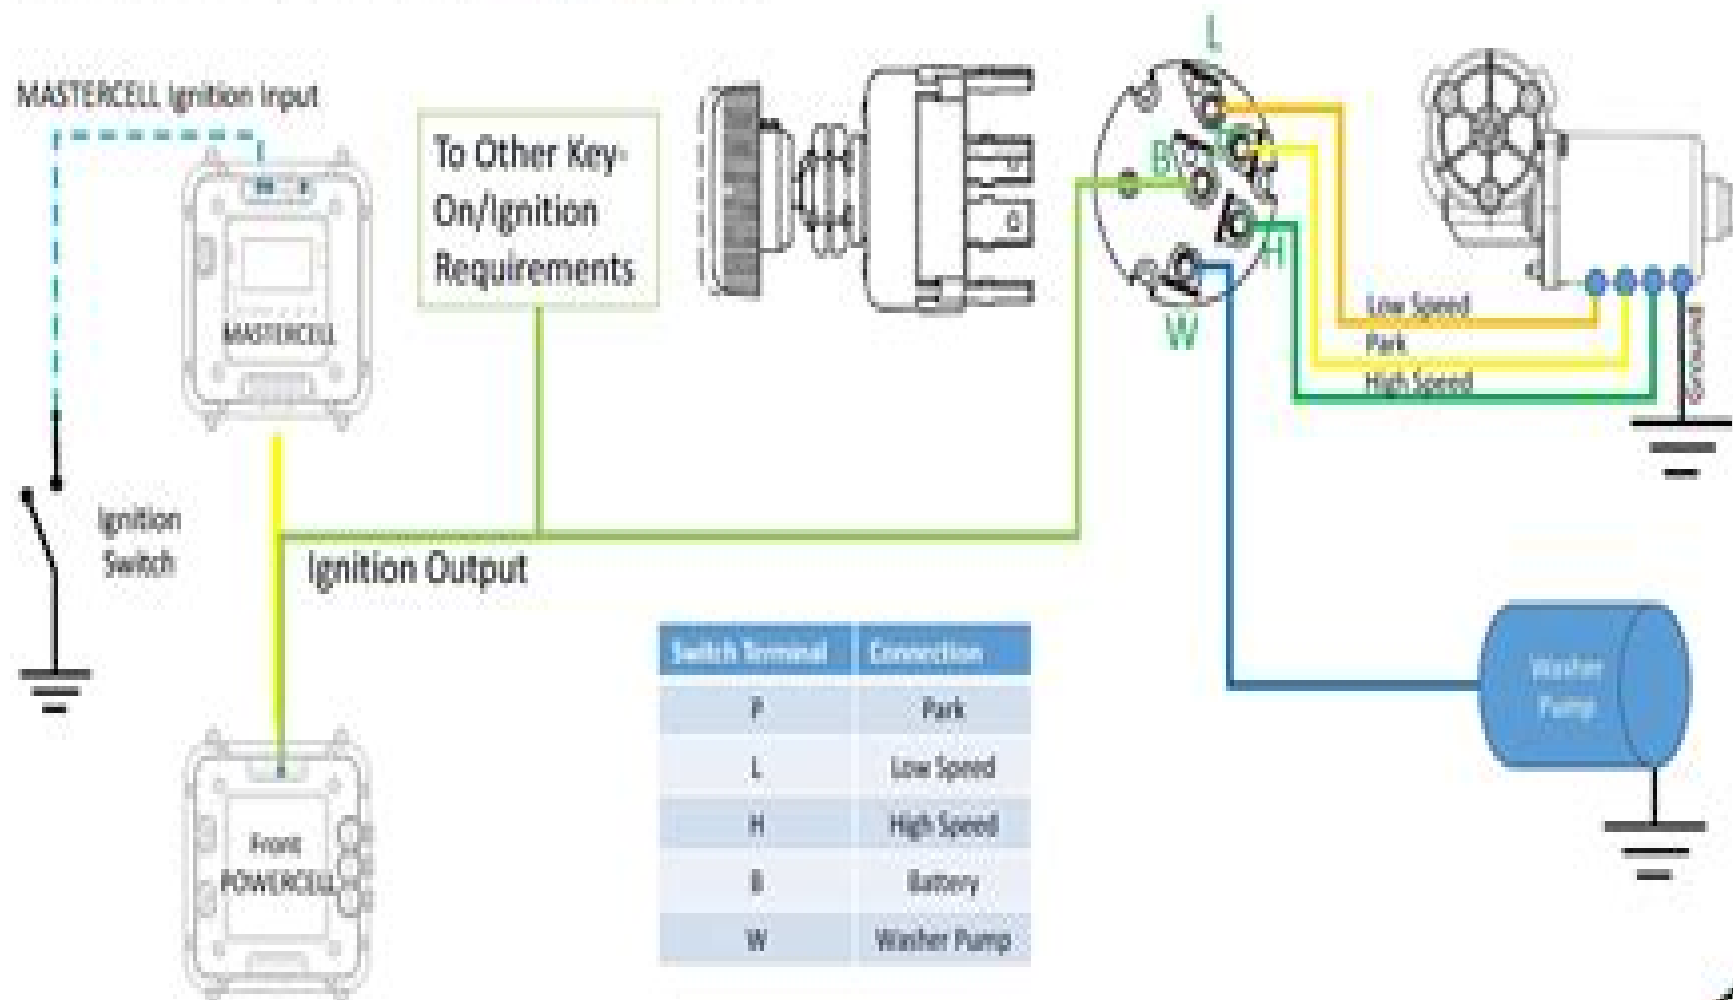 MASTERCELL Ignition Input
To Other Key-
On/Ignition
Requirements
MASTERCELL
Ignition
Switch
Ignition Output
Front
POWERCELL
L
B
H
W
Low Speed
Park
High Speed
Ground
Washer
Pump
Switch Terminal Connection
P Park
L Low Speed
H High Speed
B Battery
W Washer Pump